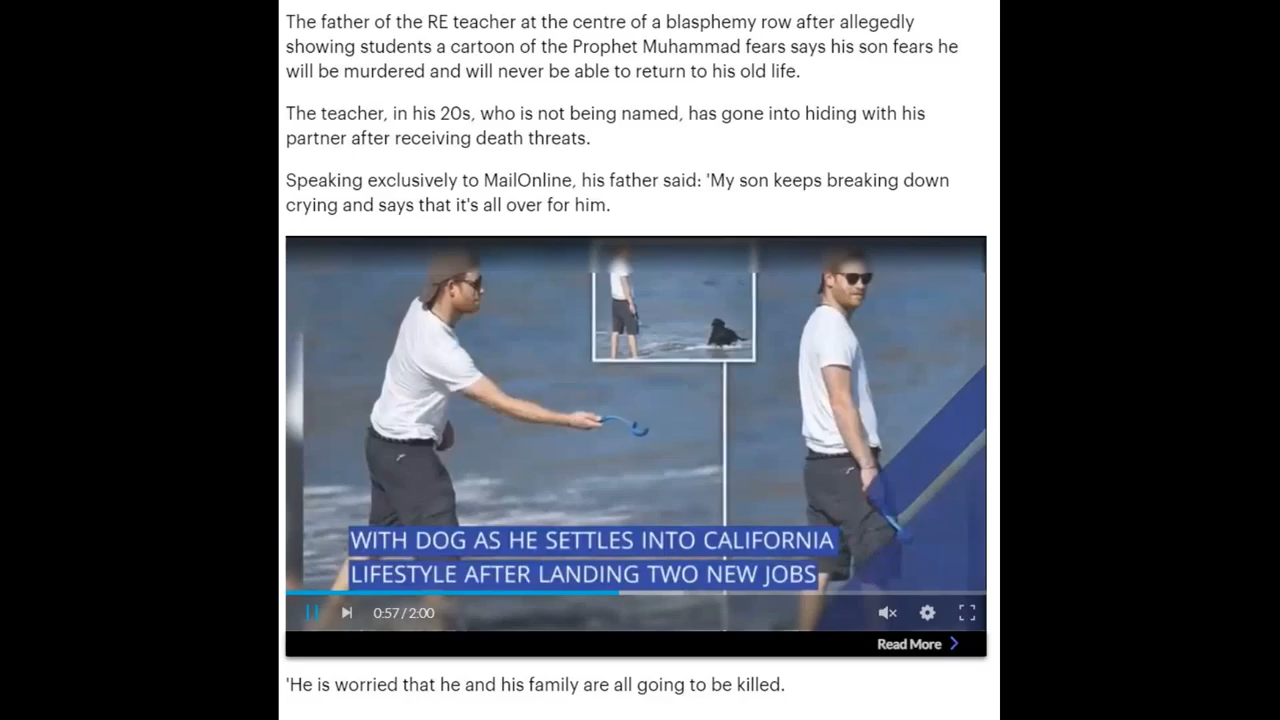 The father of the RE teacher at the centre of a blasphemy row after allegedly
showing students a cartoon of the Prophet Muhammad fears says his son fears he
will be murdered and will never be able to return to his old life.
The teacher, in his 20s, who is not being named, has gone into hiding with his
partner after receiving death threats.
Speaking exclusively to MailOnline, his father said: 'My son keeps breaking down
crying and says that it's all over for him.
WITH DOG AS HE SETTLES INTO CALIFORNIA
LIFESTYLE AFTER LANDING TWO NEW JOBS
0:57 / 2:00
Read More
'He is worried that he and his family are all going to be killed.